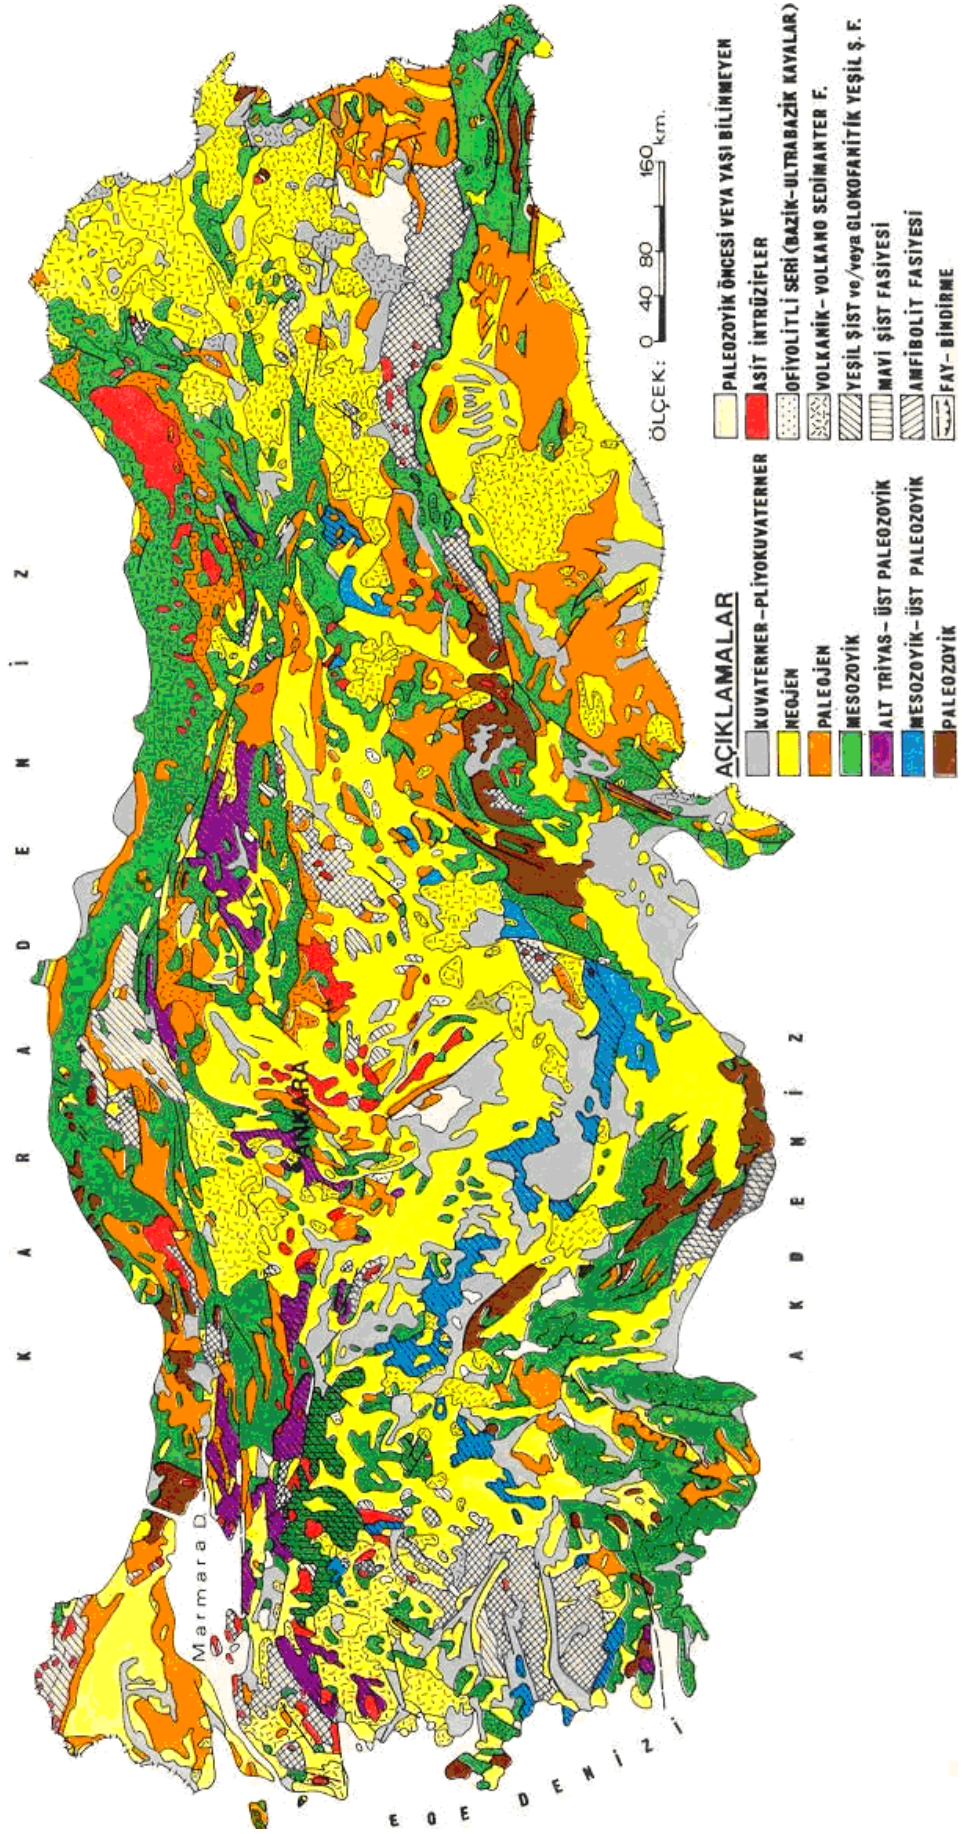 K A R A D E N İ Z
Marmara D.
ANKARA
E G E D E N İ Z İ
A K D E N İ Z
ÖLÇEK: 0 40 80 160 km.
AÇIKLAMALAR
KUVATERNER-PLİYOKUVATERNER
NEOJEN
PALEOJEN
MESOZOYİK
ALT TRİYAS- ÜST PALEOZOYİK
MESOZOYİK- ÜST PALEOZOYİK
PALEOZOYİK
PALEOZOYİK ÖNCESİ VEYA YAŞI BİLİNMEYEN
ASİT İNTRÜZİFLER
OFİYOLİTLİ SERİ (BAZİK-ULTRABAZİK KAYALAR)
VOLKANİK- VOLKANO SEDİMANTER F.
YEŞİL ŞİST ve/veya GLOKOFANİTİK YEŞİL Ş. F.
MAVİ ŞİST FASİYESİ
AMFİBOLİT FASİYESİ
FAY- BİNDİRME